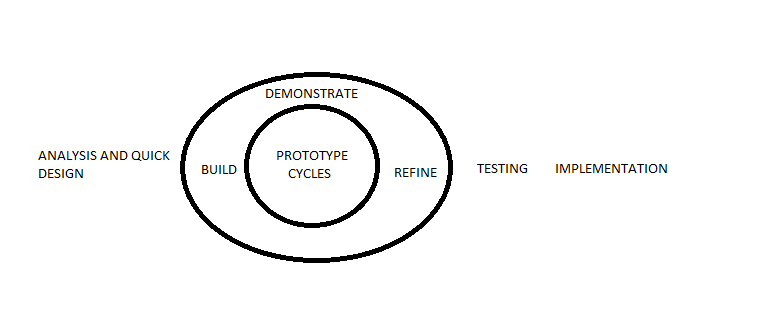 DEMONSTRATE
ANALYSIS AND QUICK
DESIGN
BUILD
PROTOTYPE
CYCLES
REFINE
TESTING
IMPLEMENTATION